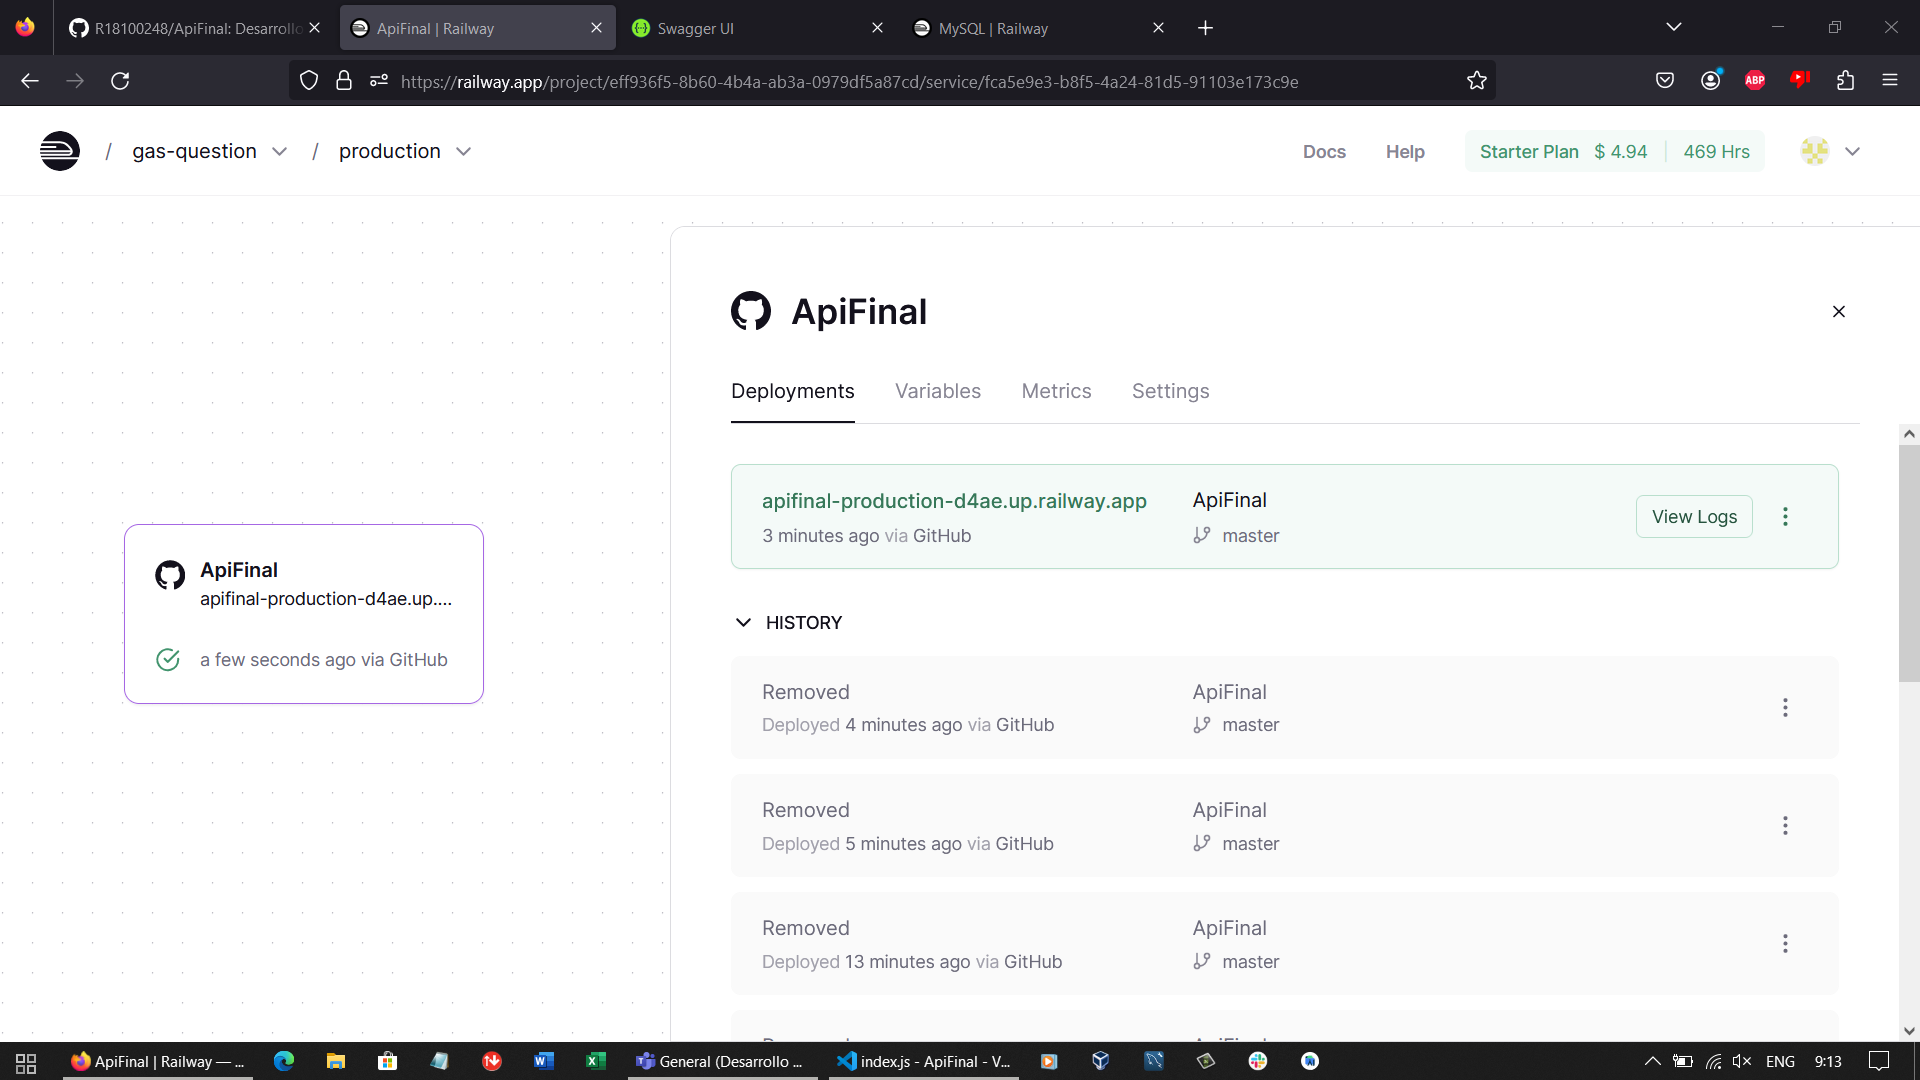 R18100248/ApiFinal: Desarrollo
ApiFinal | Railway
Swagger UI
MySQL | Railway
https://railway.app/project/eff936f5-8b60-4b4a-ab3a-0979df5a87cd/service/fca5e9e3-b8f5-4a24-81d5-91103e173c9e
ABP
/ gas-question / production
Docs
Help
Starter Plan $ 4.94 469 Hrs
ApiFinal
Deployments
Variables
Metrics
Settings
apifinal-production-d4ae.up.railway.app
3 minutes ago via GitHub
ApiFinal
master
View Logs
ApiFinal
apifinal-production-d4ae.up....
a few seconds ago via GitHub
HISTORY
Removed
Deployed 4 minutes ago via GitHub
ApiFinal
master
Removed
Deployed 5 minutes ago via GitHub
ApiFinal
master
Removed
Deployed 13 minutes ago via GitHub
ApiFinal
master
ApiFinal | Railway — ...
General (Desarrollo ...
index.js - ApiFinal - V...
ENG
9:13